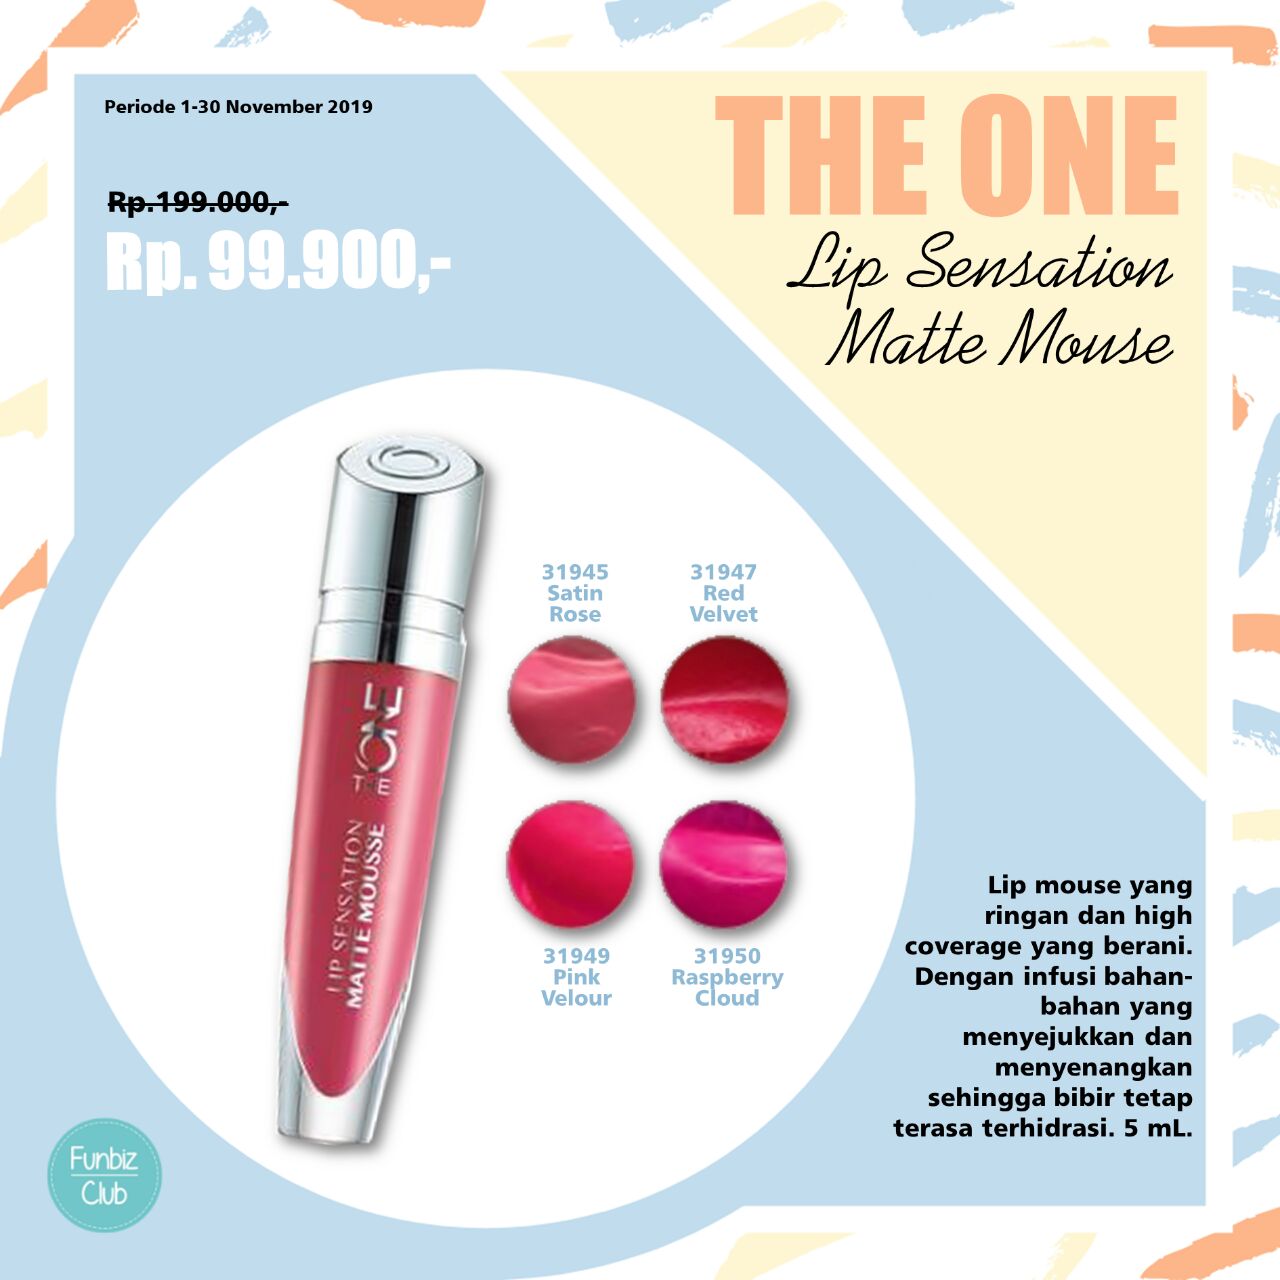 Periode 1-30 November 2019
Rp.199.000,-
Rp. 99.900,-
THE ONE
Lip Sensation
Matte Mouse
31945
Satin
Rose
31947
Red
Velvet
THE ONE
LIP SENSATION
MATTE MOUSSE
31949
Pink
Velour
31950
Raspberry
Cloud
Lip mouse yang
ringan dan high
coverage yang berani.
Dengan infusi bahan-
bahan yang
menyejukkan dan
menyenangkan
sehingga bibir tetap
terasa terhidrasi. 5 mL.
Funbiz
Club